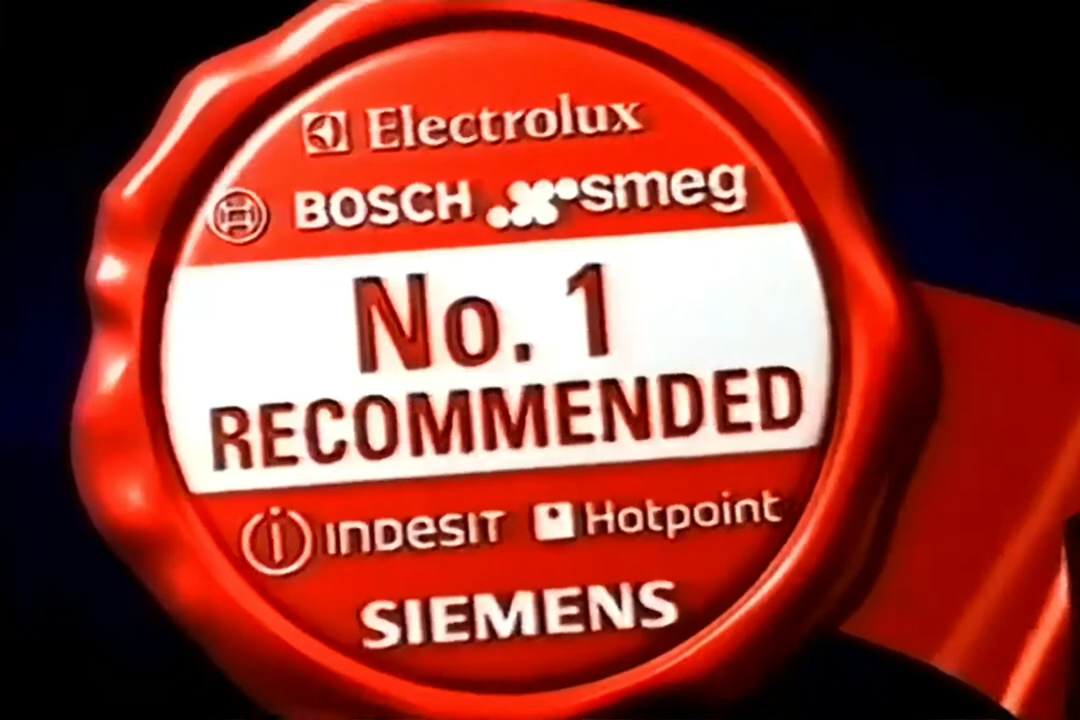 Electrolux
BOSCH smeg
No. 1
RECOMMENDED
inDesiT Hotpoint
SIEMENS